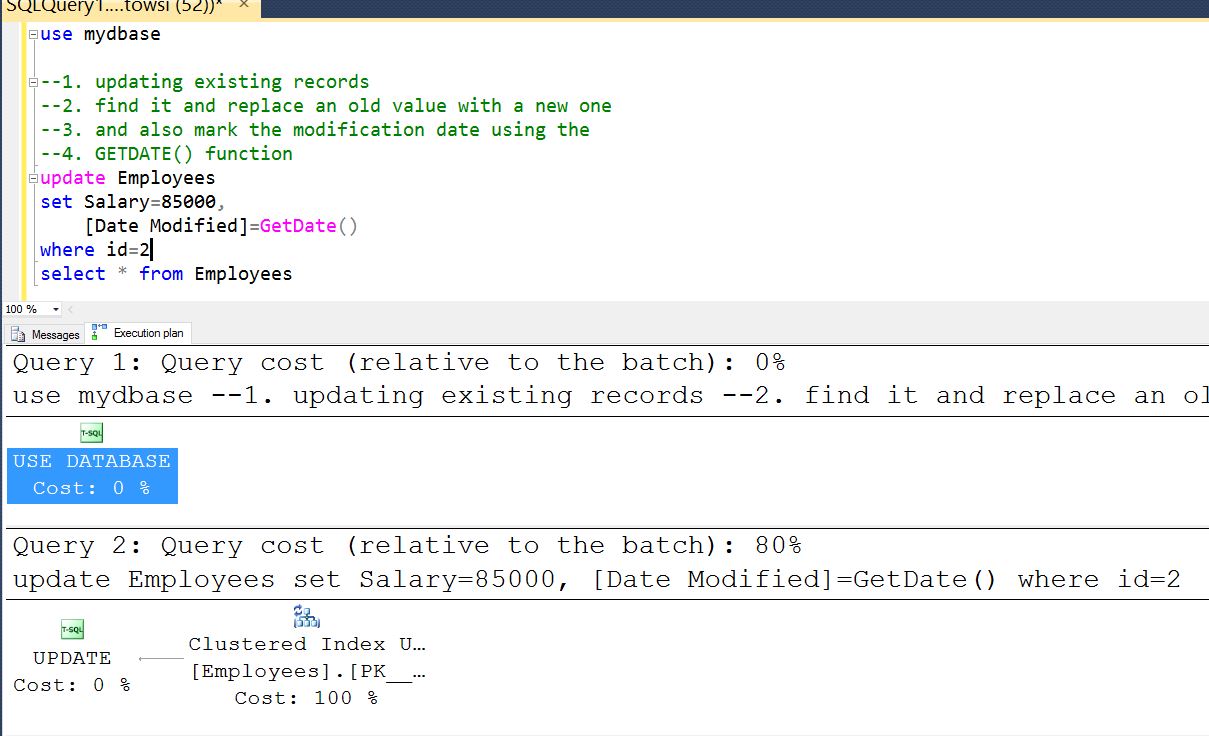 SQLQuery1....towsi (52))* ×
use mydbase
--1. updating existing records
--2. find it and replace an old value with a new one
--3. and also mark the modification date using the
--4. GETDATE() function
update Employees
set Salary=85000,
[Date Modified]=GetDate()
where id=2
select * from Employees
100 %
Messages
Execution plan
Query 1: Query cost (relative to the batch): 0%
use mydbase --1. updating existing records --2. find it and replace an ol
T-SQL
USE DATABASE
Cost: 0 %
Query 2: Query cost (relative to the batch): 80%
update Employees set Salary=85000, [Date Modified]=GetDate() where id=2
T-SQL
UPDATE
Cost: 0 %
Clustered Index U…
[Employees].[PK__…
Cost: 100 %